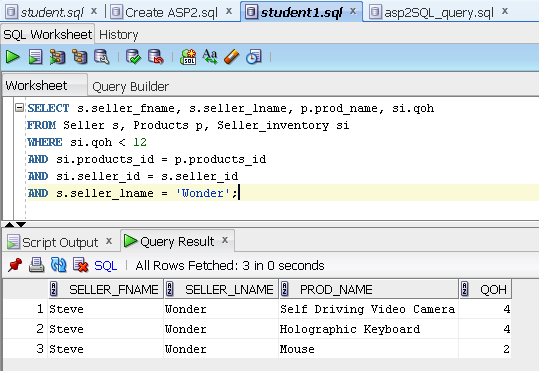 student.sql x Create ASP2.sql x student1.sql x asp2SQL_query.sql x
SQL Worksheet History
Worksheet Query Builder
SELECT s.seller_fname, s.seller_lname, p.prod_name, si.qoh
FROM Seller s, Products p, Seller_inventory si
WHERE si.qoh < 12
AND si.products_id = p.products_id
AND si.seller_id = s.seller_id
AND s.seller_lname = 'Wonder';
Script Output x Query Result x
SQL | All Rows Fetched: 3 in 0 seconds
SELLER_FNAME SELLER_LNAME PROD_NAME QOH
1 Steve Wonder Self Driving Video Camera 4
2 Steve Wonder Holographic Keyboard 4
3 Steve Wonder Mouse 2